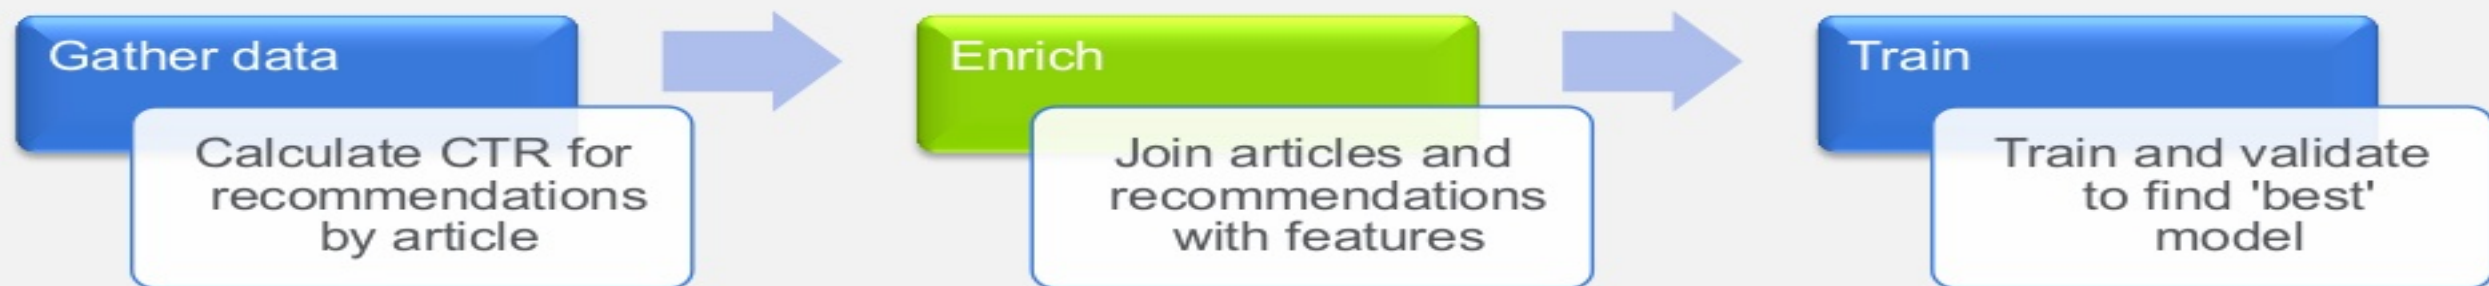 Gather data
Calculate CTR for
recommendations
by article
Enrich
Join articles and
recommendations
with features
Train
Train and validate
to find 'best'
model